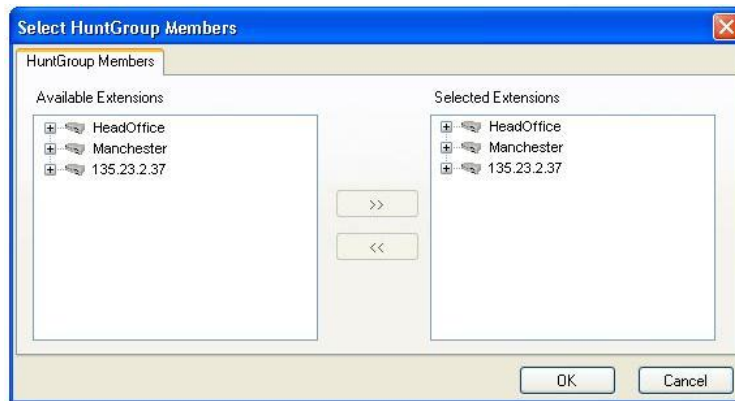 Select HuntGroup Members
HuntGroup Members
Available Extensions
HeadOffice
Manchester
135.23.2.37
>>
<<
Selected Extensions
HeadOffice
Manchester
135.23.2.37
OK
Cancel